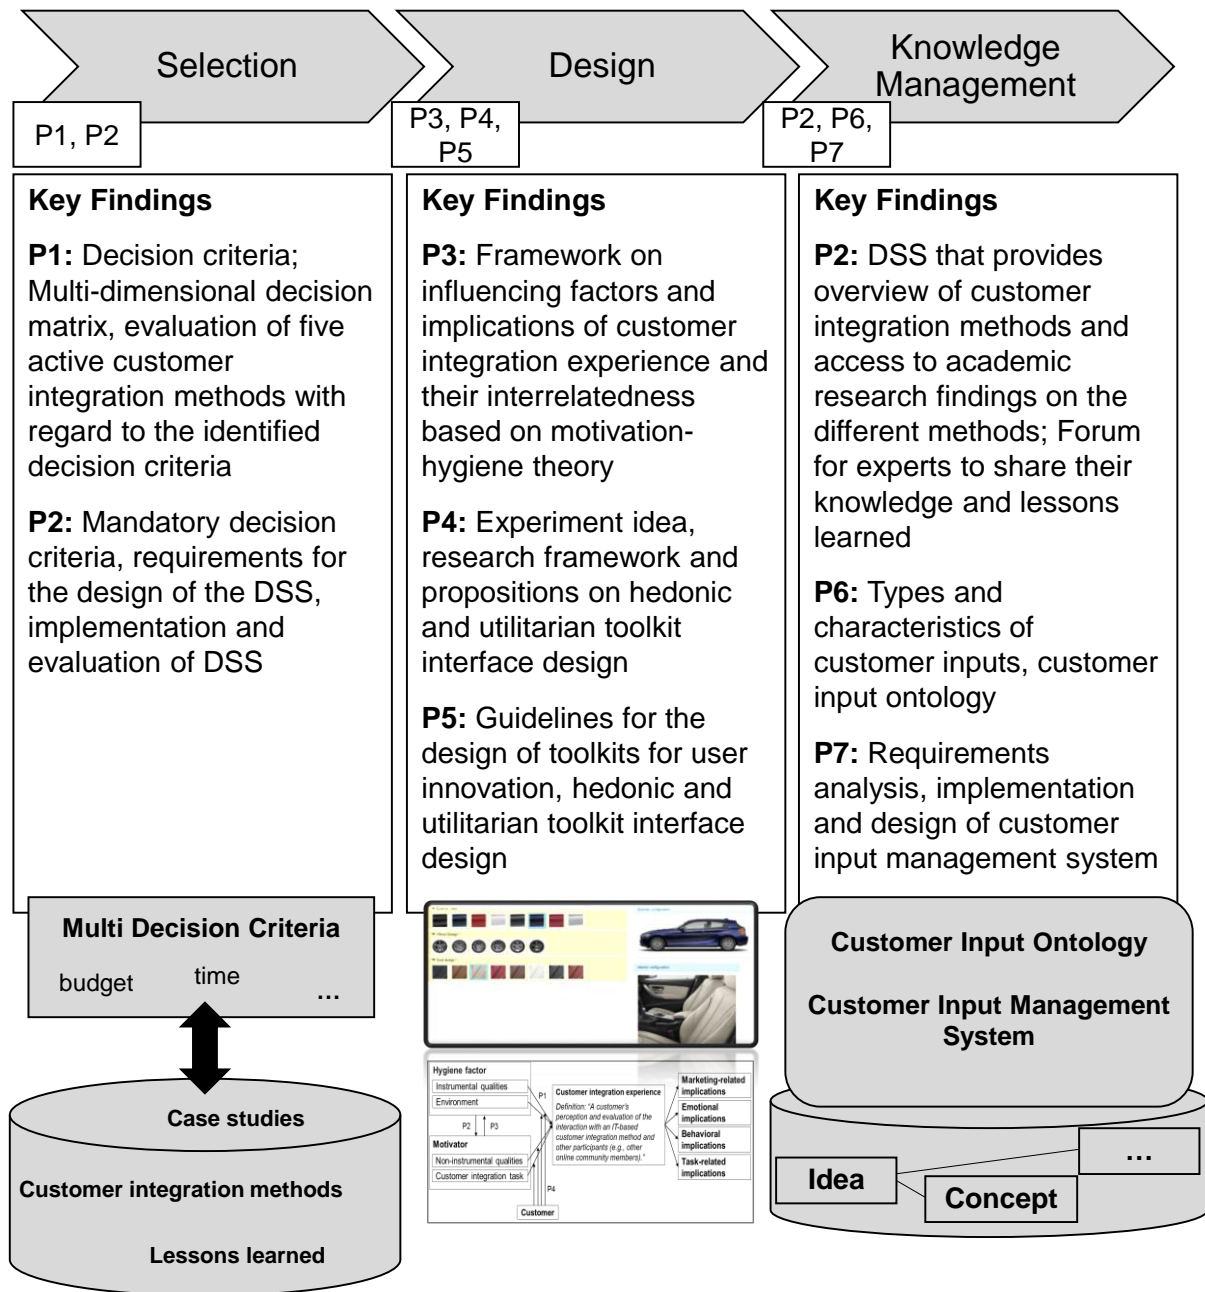 Selection
Design
Knowledge
Management
P1, P2
P3, P4,
P5
P2, P6,
P7
Key Findings
P1: Decision criteria;
Multi-dimensional decision
matrix, evaluation of five
active customer
integration methods with
regard to the identified
decision criteria
P2: Mandatory decision
criteria, requirements for
the design of the DSS,
implementation and
evaluation of DSS
Key Findings
P3: Framework on
influencing factors and
implications of customer
integration experience and
their interrelatedness
based on motivation-
hygiene theory
P4: Experiment idea,
research framework and
propositions on hedonic
and utilitarian toolkit
interface design
P5: Guidelines for the
design of toolkits for user
innovation, hedonic and
utilitarian toolkit interface
design
Key Findings
P2: DSS that provides
overview of customer
integration methods and
access to academic
research findings on the
different methods; Forum
for experts to share their
knowledge and lessons
learned
P6: Types and
characteristics of
customer inputs, customer
input ontology
P7: Requirements
analysis, implementation
and design of customer
input management system
Multi Decision Criteria
budget
time
...
Case studies
Customer integration methods
Lessons learned
Hygiene factor
Instrumental qualities
Environment
P2
P3
Motivator
Non-instrumental qualities
Customer integration task
P1
P4
Customer
Customer integration experience
Definition: "A customer's
perception and evaluation of the
interaction with an IT-based
customer integration method and
other participants (e.g., other
online community members)."
Marketing-related
implications
Emotional
implications
Behavioral
implications
Task-related
implications
Customer Input Ontology
Customer Input Management
System
Idea
Concept
...